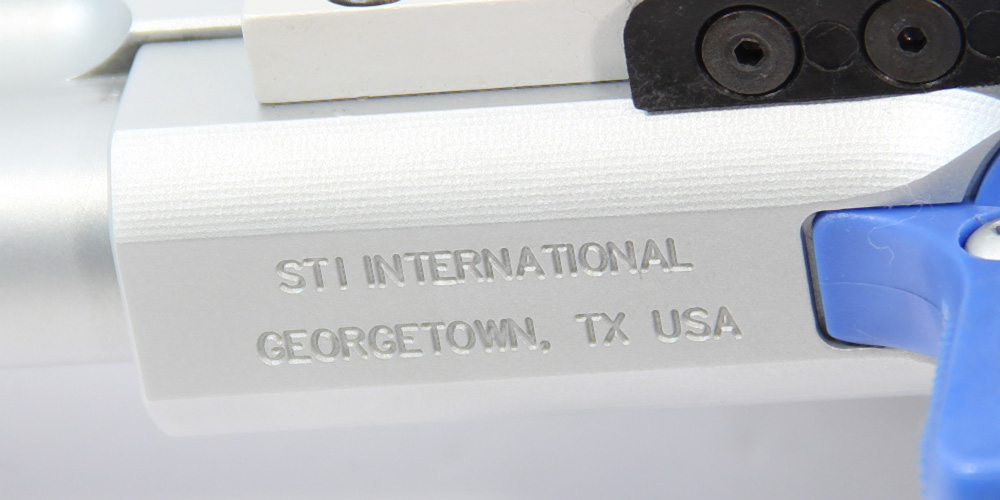 STI INTERNATIONAL
GEORGETOWN, TX USA